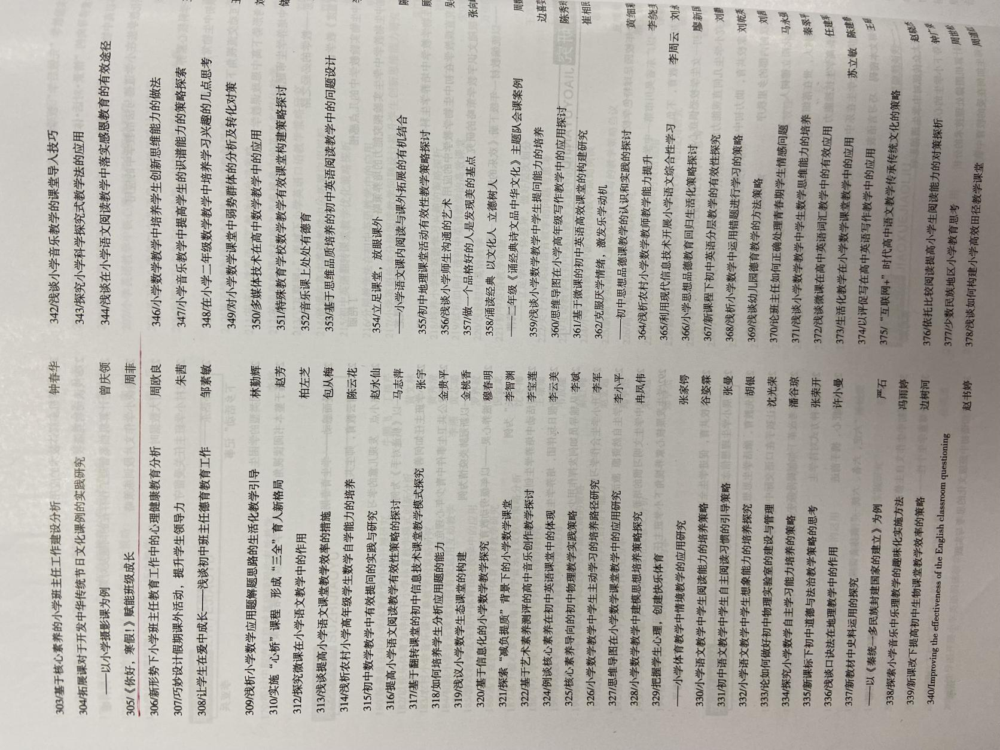 303/基于核心素养的小学班主任工作建设分析 钟春华
304/拓展课对于开发中华传统节日文化课例的实践研究
——以小学摄影课为例 曾庆领
305/《你好，寒假！》赋能班级成长 周菲
306/新形势下小学班主任教育工作中的心理健康教育分析 周欧良
307/巧妙设计假期课外活动，提升学生领导力 朱茜
308/让学生在爱中成长——浅谈初中班主任德育教育工作 邹素敏
309/浅析小学数学应用题解题思路的生活化教学引导 林勤辉
310/实施“心桥”课程 形成“三全”育人新格局 赵芳
312/探究微课在小学语文教学中的作用 柏左芝
313/浅谈提高小学语文课堂教学效率的措施 包从梅
314/浅析农村小学高年级学生数学自学能力的培养 陈云花
315/初中数学教学中有效提问的实践与研究 赵水仙
316/提高小学语文阅读教学有效性策略的探讨 马志萍
317/基于翻转课堂的初中信息技术课堂教学模式探究 张宇
318/如何培养学生分析应用题的能力 金贵平
319/浅议小学数学生态课堂的构建 金桃香
320/基于信息化的小学数学教学探究 穆春明
321/探索“减负提质”背景下的小学数学课堂 李智渊
322/基于艺术素养测评的高中音乐创作教学探讨 李宝莲
324/例谈核心素养在初中英语课堂中的体现 李云美
325/核心素养导向的初中物理教学实践策略 李斌
326/小学数学教学中学生主动学习的培养路径研究 李军
327/思维导图在小学数学课堂教学中的应用研究 李小平
328/小学数学教学中建模思想培养策略探究 冉凤伟
329/把握学生心理，创建快乐体育
——小学体育教学中情境教学的应用研究 张家锷
330/小学语文教学中学生阅读能力的培养策略 谷姿霖
331/初中语文教学中学生自主阅读习惯的引导策略 张曼
332/小学语文教学中学生想象能力的培养探究 胡银
333/论如何做好初中物理实验室的建设与管理 沈光荣
334/探究小学数学自主学习能力培养的策略 潘谷琼
335/新课标下初中道德与法治教学策略的思考 张荣开
336/浅谈口诀法在地理教学中的作用 许小曼
337/新教材中史料运用的探究
——以《秦统一多民族封建国家的建立》为例 严石
338/探索小学音乐中乐理教学的趣味化实施方法 冯雨婷
339/新课改下提高初中生物课堂教学效率的策略 边树河
340/Improving the effectiveness of the English classroom questioning
赵书婷
342/浅谈小学音乐教学的课堂导入技巧
343/探究小学科学探究式教学法的应用
344/浅谈在小学语文阅读教学中落实感恩教育的有效途径
346/小学数学教学中培养学生创新思维能力的做法
347/小学音乐教学中提高学生的识谱能力的策略探索
348/在小学二年级数学教学中培养学习兴趣的几点思考
349/对小学数学课堂中弱势群体的分析及转化对策
350/多媒体技术在高中数学教学中的应用
351/特殊教育学校数学教学有效课堂构建策略探讨
352/音乐课上处处有德育
353/基于思维品质培养的初中英语阅读教学中的问题设计
354/立足课堂，放眼课外
——小学语文课内阅读与课外拓展的有机结合
355/初中地理课堂活动有效性教学策略探讨
356/浅谈小学师生沟通的艺术
357/做一个品格好的人是发现美的基点 张向
358/诵读经典 以文化人 立德树人
——二年级《诵经典诗文品中华文化》主题队会课案例
359/浅谈小学数学教学中学生提问能力的培养 边喜
360/思维导图在小学高年级写作教学中的应用探讨 陈秀
361/基于微课的初中英语高效课堂的构建研究 崔相
362/克服厌学情绪，激发乐学动机
——初中思想品德课教学的认识和实践的探讨 黄细
364/浅析农村小学数学教师教学能力提升 李绕
365/利用现代信息技术开展小学语文综合性学习 李周云 刘永
366/小学思想品德教育回归生活化策略探讨 廖新国
367/新课程下初中英语分层教学的有效性探究 刘
368/浅析小学数学中运用错题进行学习的策略 刘乾
369/浅谈幼儿园德育教学的方法策略 刘
370/论班主任如何正确处理青春期学生情感问题 马永强
371/浅谈小学数学教学中学生数学思维能力的培养 秦翠平
372/浅谈微课在高中英语词汇教学中的有效应用 任建军
373/生活化教学在小学数学课堂教学中的应用 苏立敏 陈建
374/以评促写在高中英语写作教学中的应用 王
375/“互联网+”时代高中语文教学传承传统文化的策略
赵晓杰
376/依托比较阅读提高小学生阅读能力的对策探析 钟广
377/少数民族地区小学教育思考 周世松
378/浅谈如何构建小学高效田径教学课堂 周道